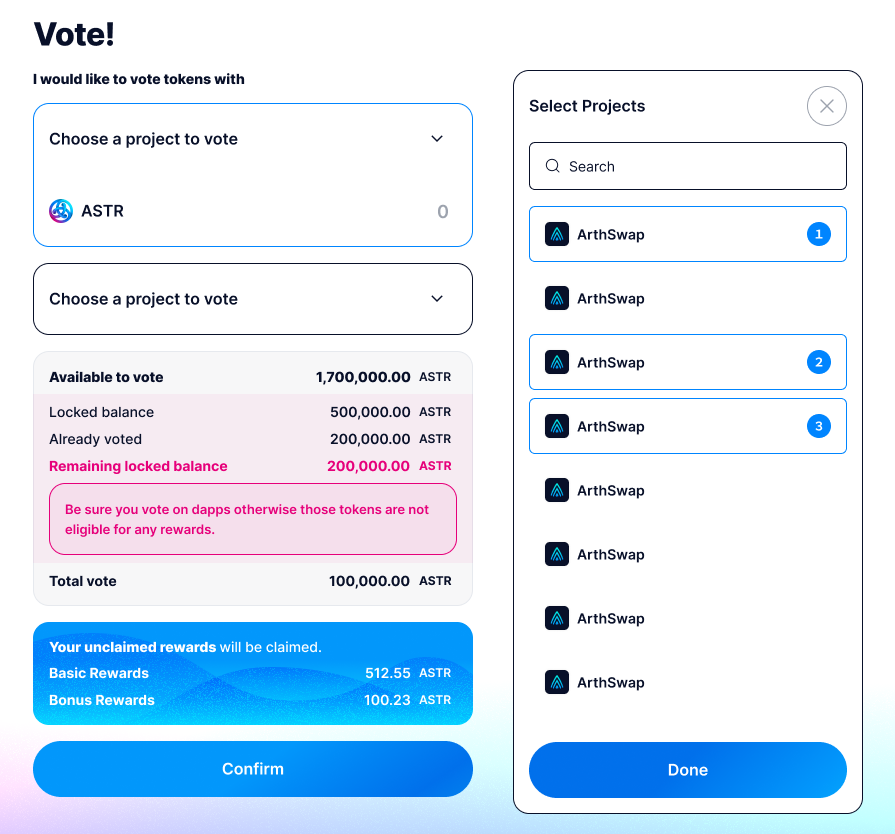 Vote!
I would like to vote tokens with
Choose a project to vote
ASTR 0
Choose a project to vote
Available to vote 1,700,000.00 ASTR
Locked balance 500,000.00 ASTR
Already voted 200,000.00 ASTR
Remaining locked balance 200,000.00 ASTR
Be sure you vote on dapps otherwise those tokens are not
eligible for any rewards.
Total vote 100,000.00 ASTR
Your unclaimed rewards will be claimed.
Basic Rewards 512.55 ASTR
Bonus Rewards 100.23 ASTR
Confirm
Select Projects
Search
ArthSwap 1
ArthSwap
ArthSwap 2
ArthSwap 3
ArthSwap
ArthSwap
ArthSwap
ArthSwap
Done